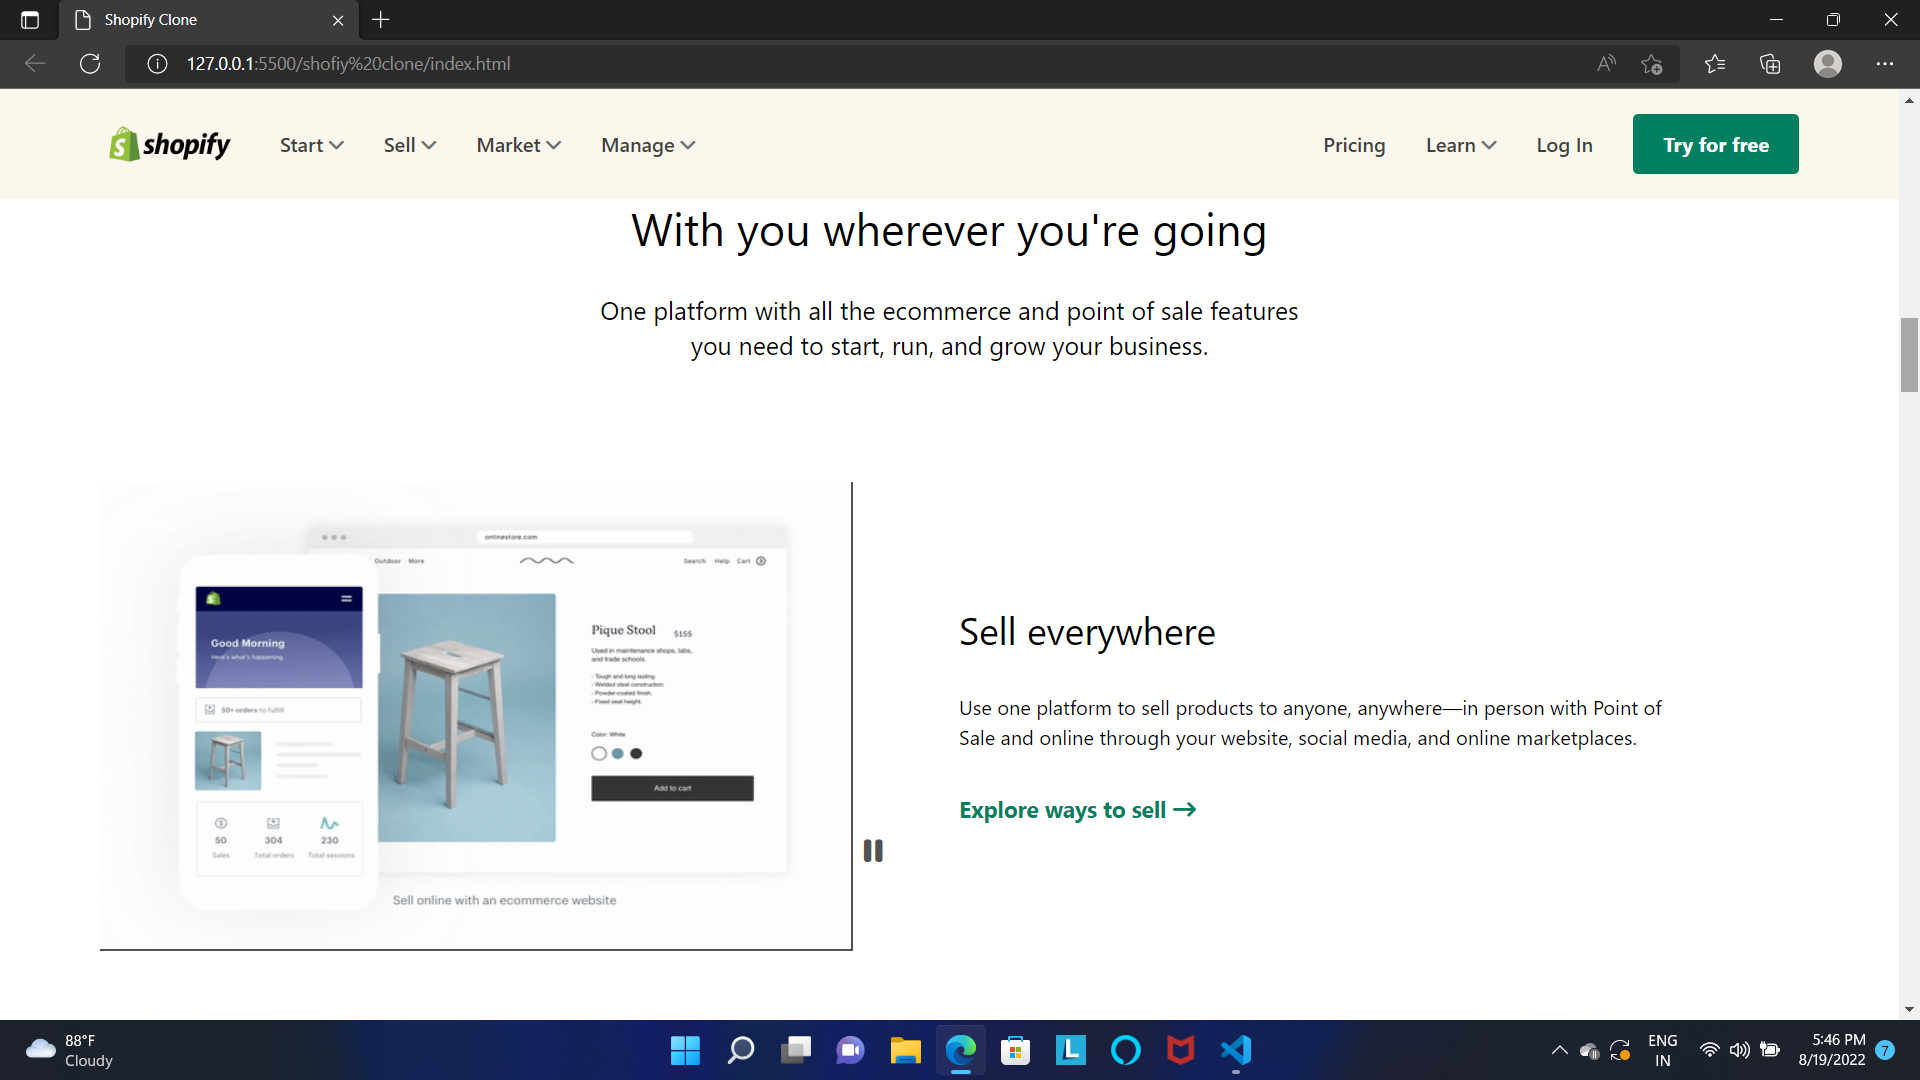 Shopify Clone
127.0.0.1:5500/shofiy%20clone/index.html
shopify Start Sell Market Manage Pricing Learn Log In Try for free
With you wherever you're going
One platform with all the ecommerce and point of sale features
you need to start, run, and grow your business.
onlinestore.com
Outdoor More Search Help Cart
Good Morning
Here's what's happening.
50+ orders to fulfill
50 304 230
Sales Total orders Total sessions
Pique Stool $155
Used in maintenance shops, labs,
and trade schools.
- Tough and long lasting.
- Welded steel construction.
- Powder-coated finish.
- Fixed seat height.
Color: White
Add to cart
Sell online with an ecommerce website
Sell everywhere
Use one platform to sell products to anyone, anywhere—in person with Point of
Sale and online through your website, social media, and online marketplaces.
Explore ways to sell
88°F
Cloudy
ENG
IN
5:46 PM
8/19/2022
7